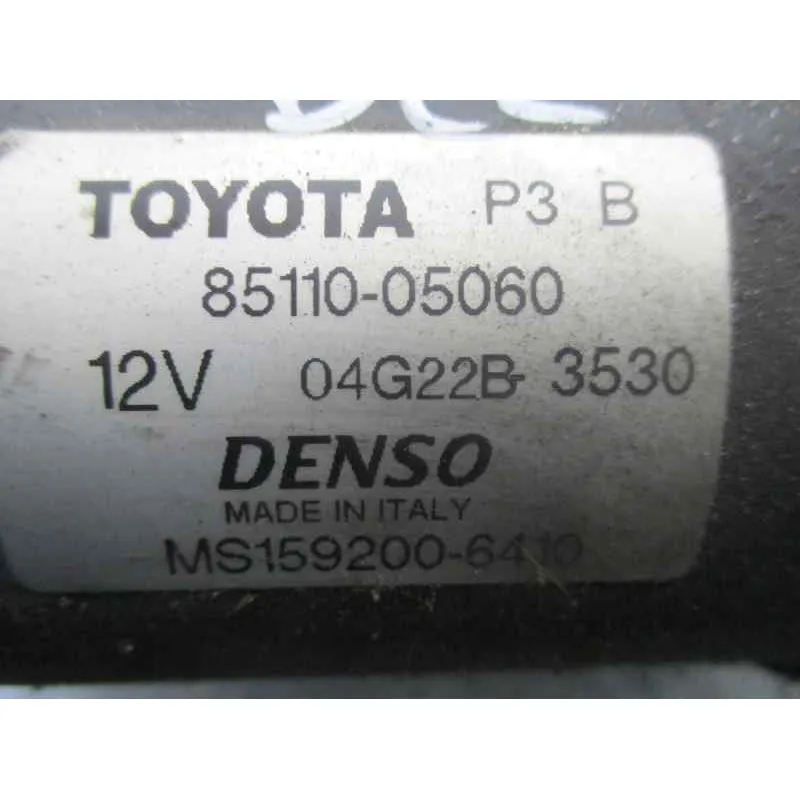 TOYOTA P3 B
85110-05060
12V 04G22B-3530
DENSO
MADE IN ITALY
MS159200-6410